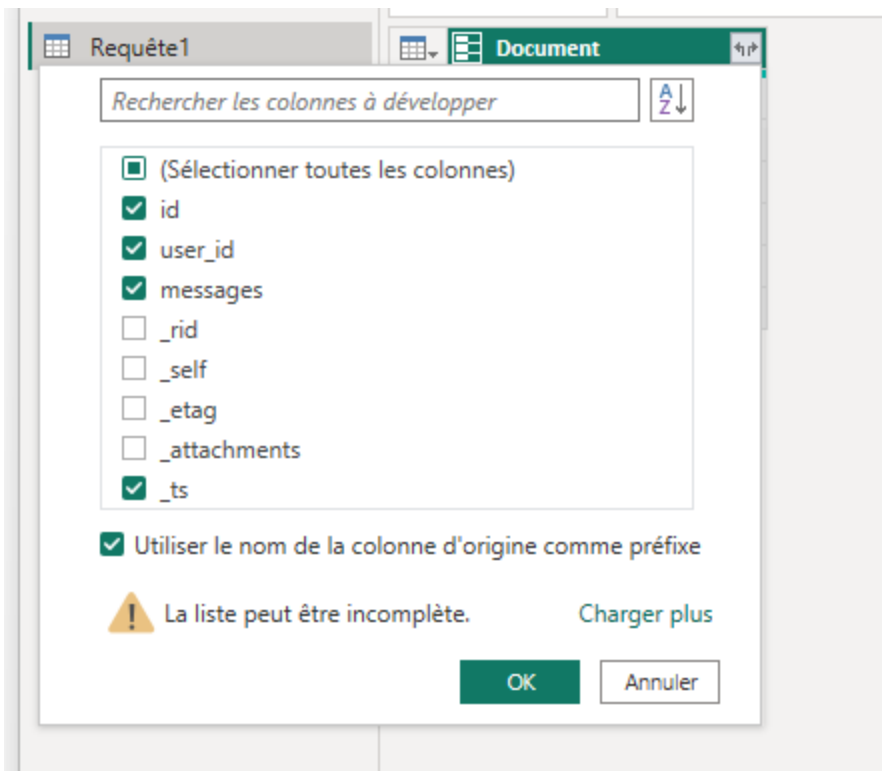 Requête1
Document
Rechercher les colonnes à développer
(Sélectionner toutes les colonnes)
id
user_id
messages
_rid
_self
_etag
_attachments
_ts
Utiliser le nom de la colonne d'origine comme préfixe
La liste peut être incomplète. Charger plus
OK Annuler